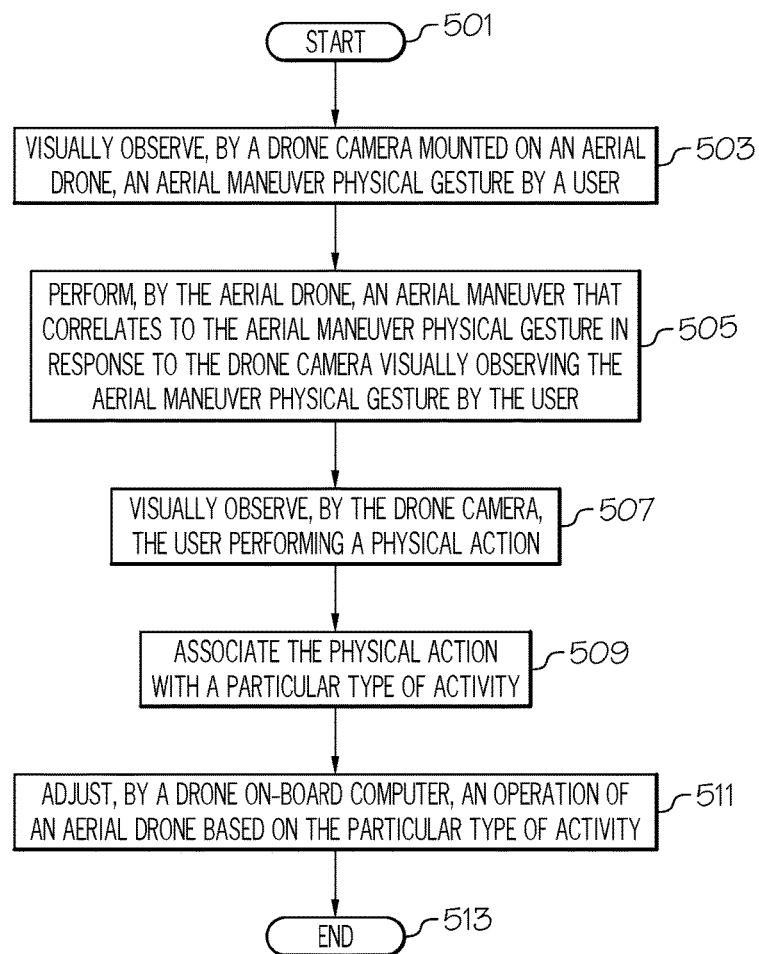 START
501
VISUALLY OBSERVE, BY A DRONE CAMERA MOUNTED ON AN AERIAL
DRONE, AN AERIAL MANEUVER PHYSICAL GESTURE BY A USER
503
PERFORM, BY THE AERIAL DRONE, AN AERIAL MANEUVER THAT
CORRELATES TO THE AERIAL MANEUVER PHYSICAL GESTURE IN
RESPONSE TO THE DRONE CAMERA VISUALLY OBSERVING THE
AERIAL MANEUVER PHYSICAL GESTURE BY THE USER
505
VISUALLY OBSERVE, BY THE DRONE CAMERA,
THE USER PERFORMING A PHYSICAL ACTION
507
ASSOCIATE THE PHYSICAL ACTION
WITH A PARTICULAR TYPE OF ACTIVITY
509
ADJUST, BY A DRONE ON-BOARD COMPUTER, AN OPERATION OF
AN AERIAL DRONE BASED ON THE PARTICULAR TYPE OF ACTIVITY
511
END
513